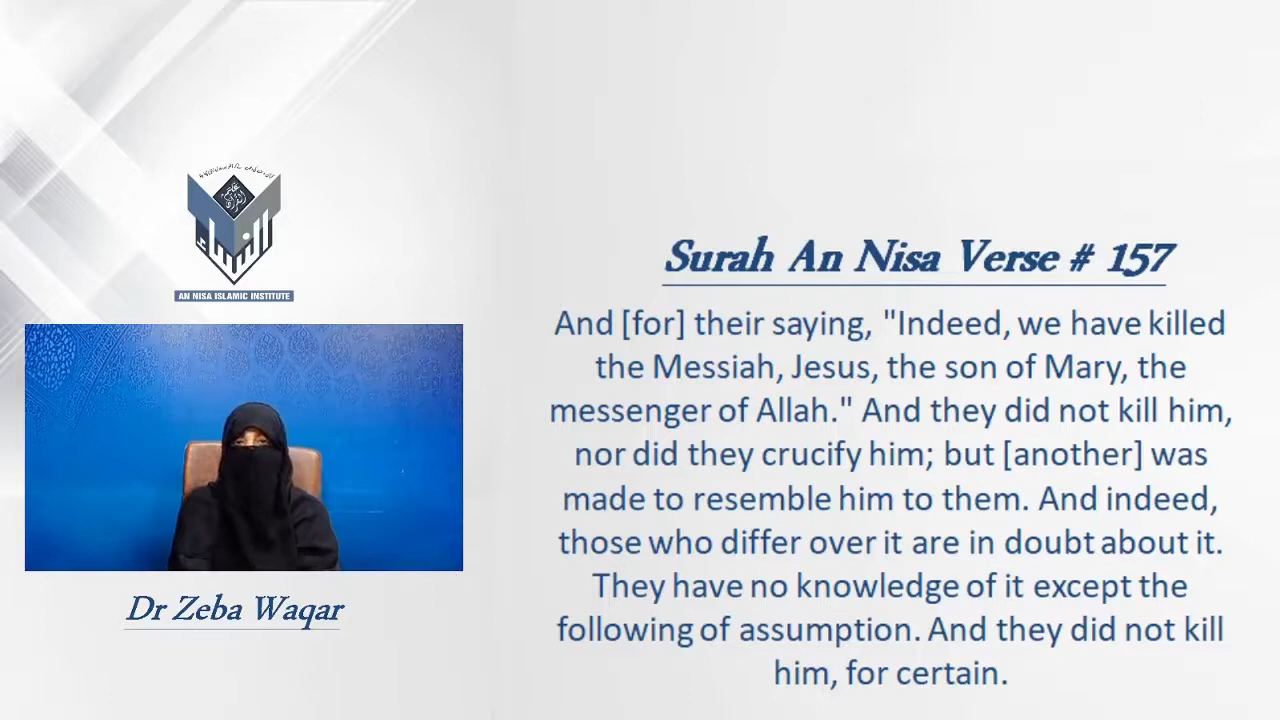 النساء
AN NISA ISLAMIC INSTITUTE
Dr Zeba Waqar
Surah An Nisa Verse # 157
And [for] their saying, "Indeed, we have killed
the Messiah, Jesus, the son of Mary, the
messenger of Allah." And they did not kill him,
nor did they crucify him; but [another] was
made to resemble him to them. And indeed,
those who differ over it are in doubt about it.
They have no knowledge of it except the
following of assumption. And they did not kill
him, for certain.